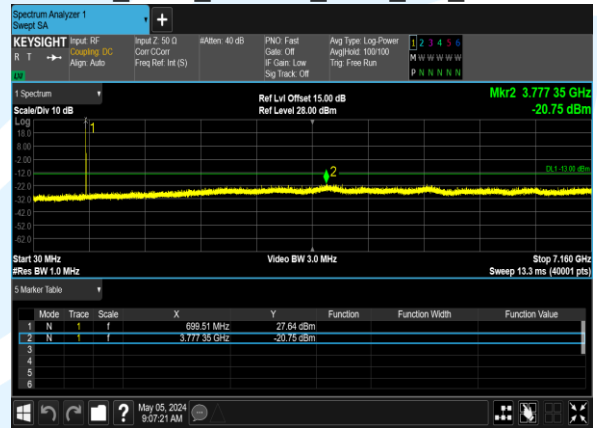 Spectrum Analyzer 1
Swept SA
+
KEYSIGHT Input: RF Input Z: 50 Ω #Atten: 40 dB PNO: Fast Avg Type: Log-Power 1 2 3 4 5 6
R T Coupling: DC Corr CCorr Gate: Off Avg|Hold: 100/100 M W W W W W
Align: Auto Freq Ref: Int (S) IF Gain: Low Trig: Free Run
LU Sig Track: Off P N N N N N
1 Spectrum Ref Lvl Offset 15.00 dB Mkr2 3.777 35 GHz
Scale/Div 10 dB Ref Level 28.00 dBm -20.75 dBm
Log
18.0
8.00
-2.00
-12.0
-22.0
-32.0
-42.0
-52.0
-62.0
1
2
DL1 -13.00 dBm
Start 30 MHz Video BW 3.0 MHz Stop 7.160 GHz
#Res BW 1.0 MHz Sweep 13.3 ms (40001 pts)
5 Marker Table
Mode Trace Scale X Y Function Function Width Function Value
1 N 1 f 699.51 MHz 27.64 dBm
2 N 1 f 3.777 35 GHz -20.75 dBm
3
4
5
6
? May 05, 2024
9:07:21 AM